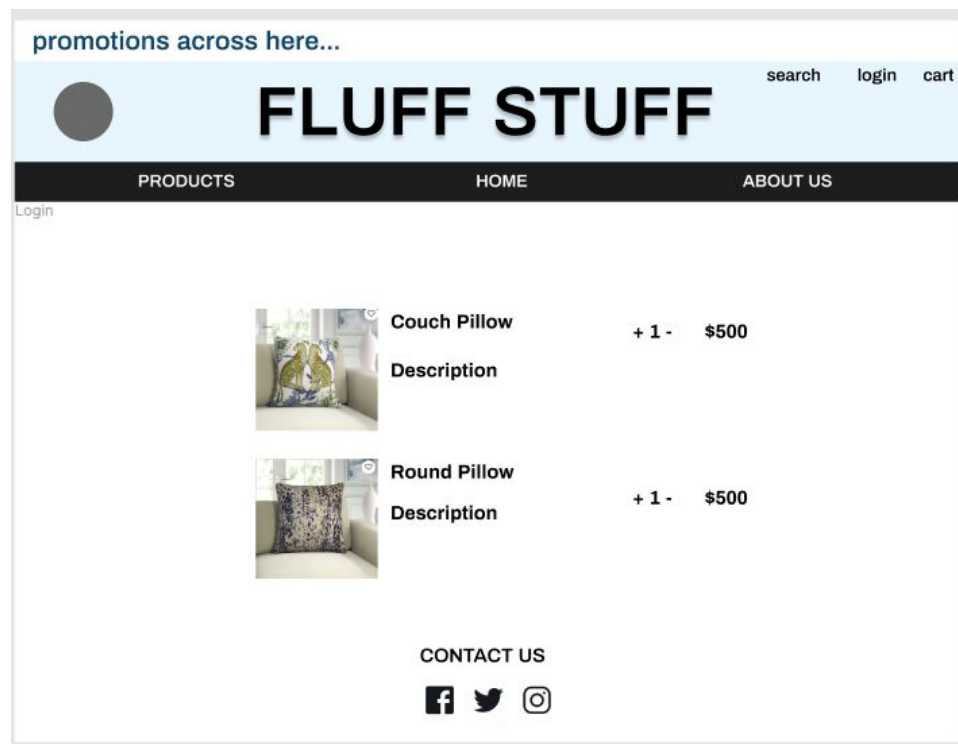 promotions across here...
search login cart
FLUFF STUFF
PRODUCTS HOME ABOUT US
Login
Couch Pillow
+ 1 - $500
Description
Round Pillow
+ 1 - $500
Description
CONTACT US